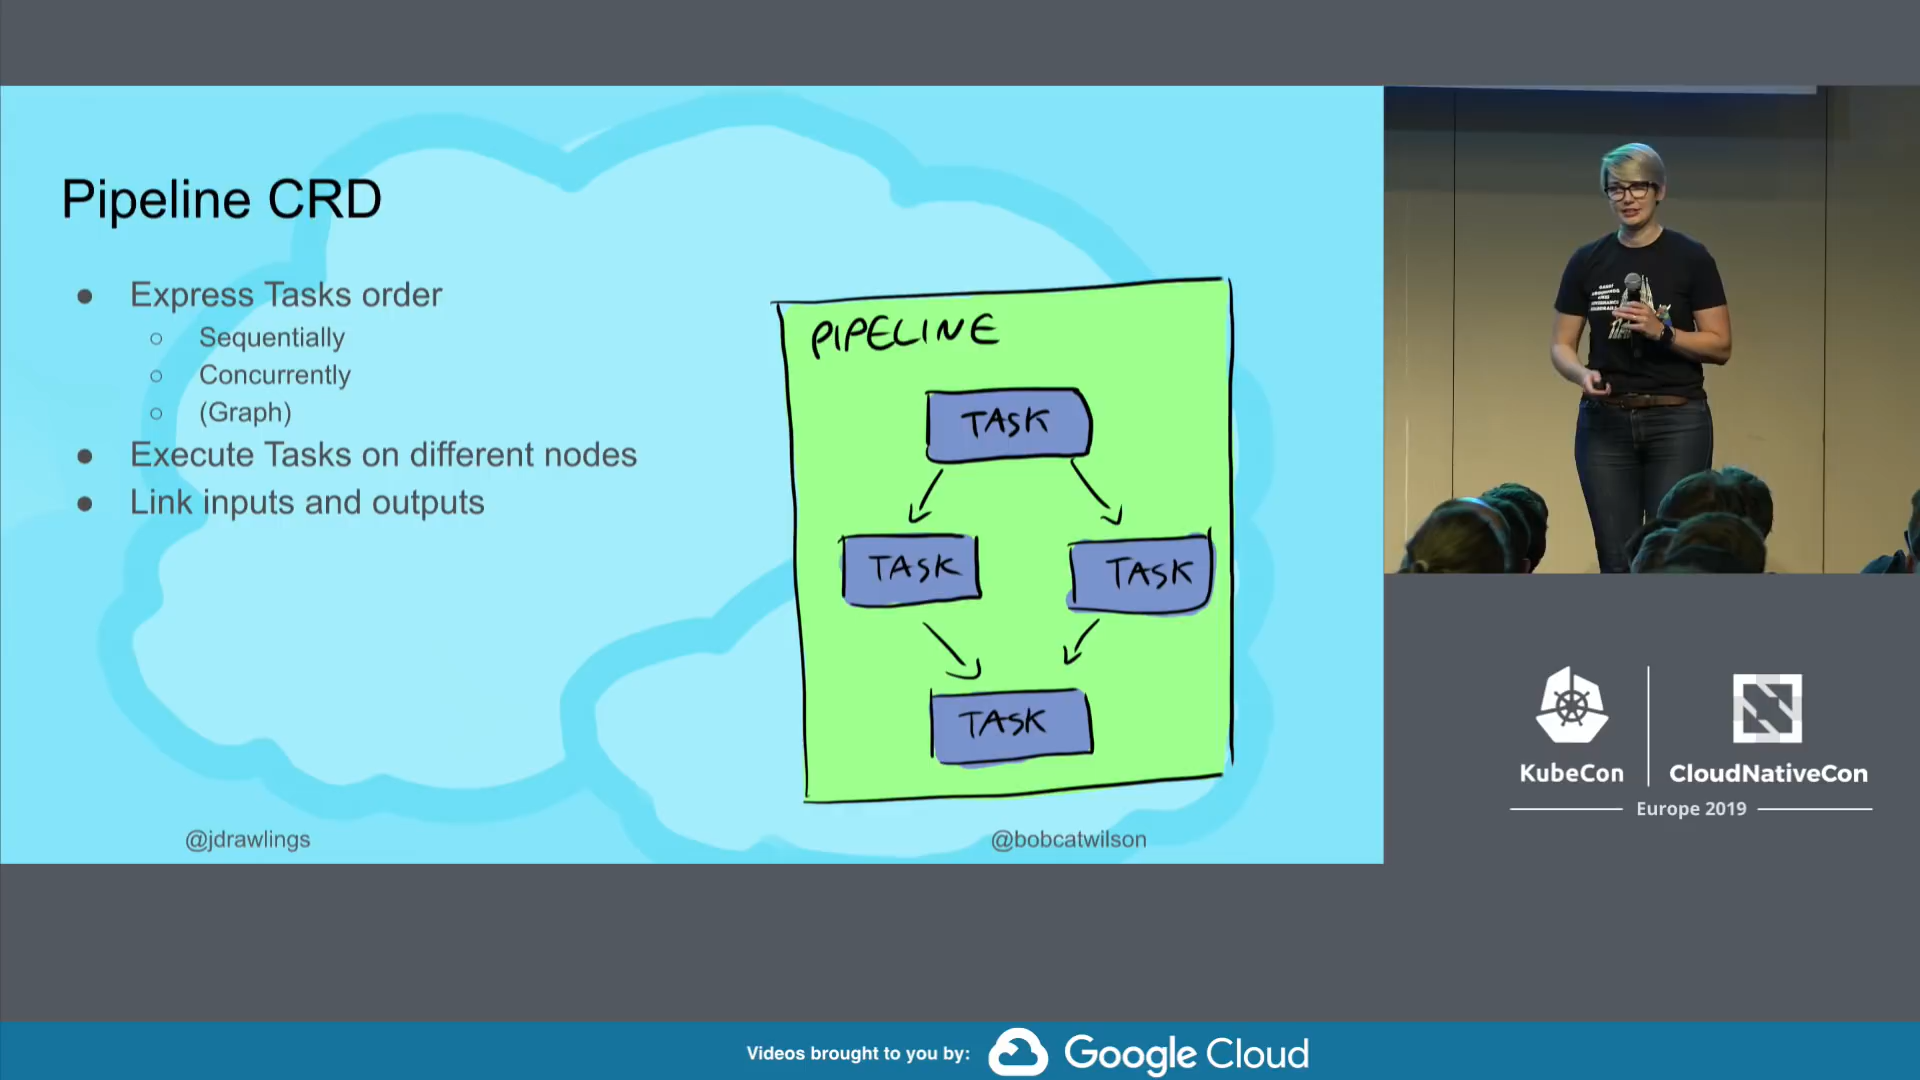 Pipeline CRD
● Express Tasks order
○ Sequentially
○ Concurrently
○ (Graph)
● Execute Tasks on different nodes
● Link inputs and outputs
PIPELINE
TASK
TASK TASK
TASK
@jdrawlings @bobcatwilson
KubeCon CloudNativeCon
Europe 2019
Videos brought to you by: Google Cloud